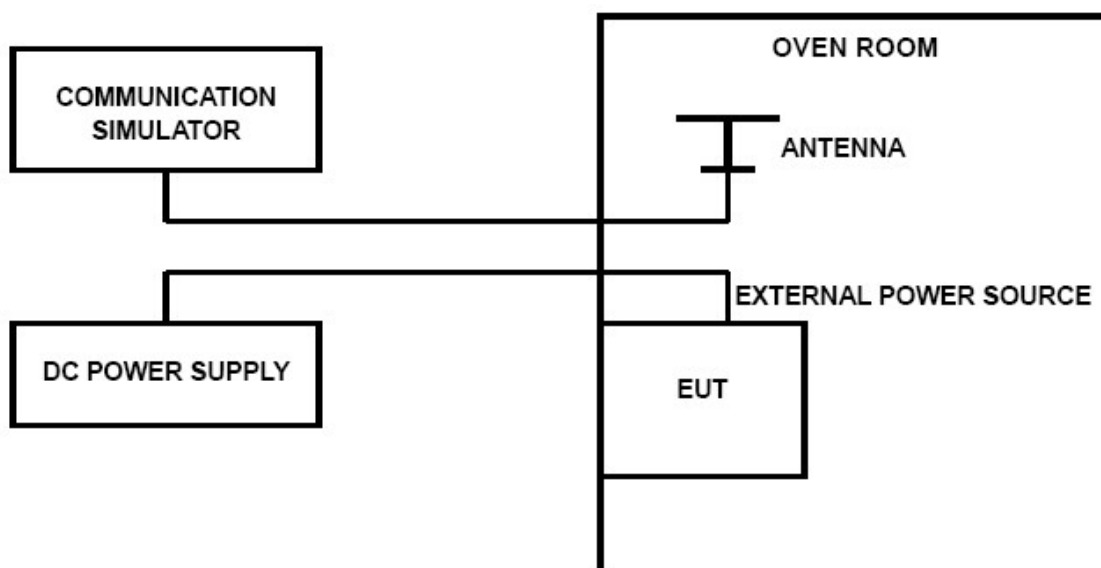 OVEN ROOM
COMMUNICATION
SIMULATOR
ANTENNA
EXTERNAL POWER SOURCE
DC POWER SUPPLY
EUT